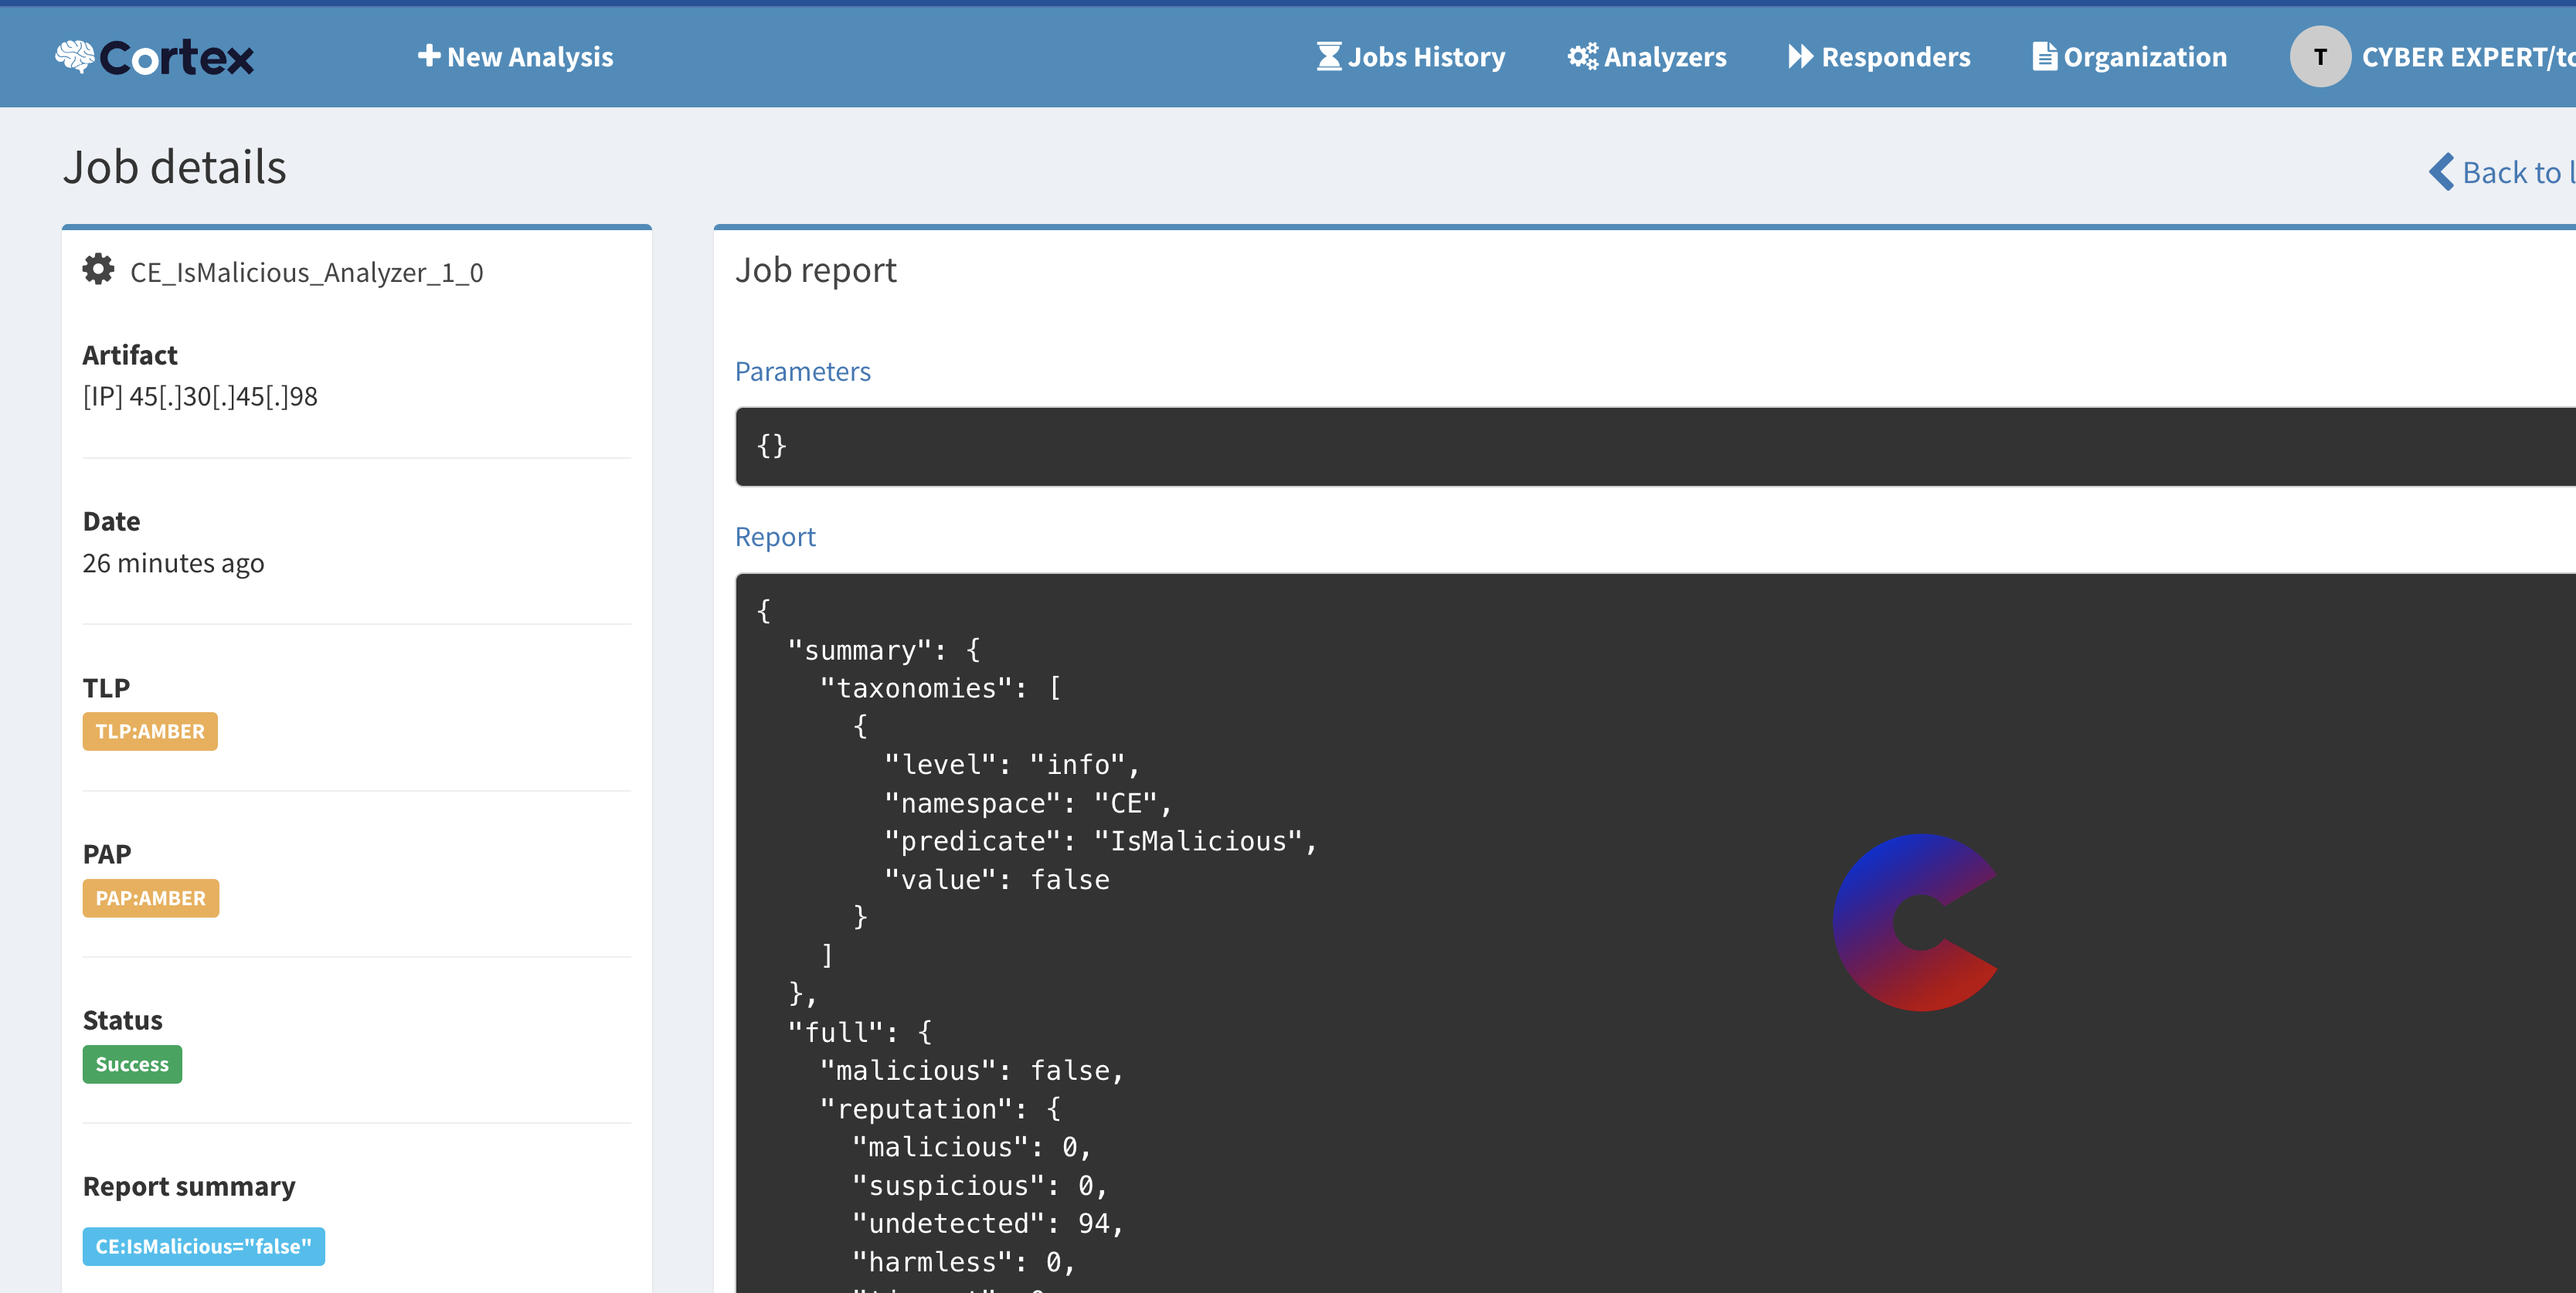 Cortex
New Analysis
Jobs History
Analyzers
Responders
Organization
T
CYBER EXPERT/
Job details
Back to
CE_IsMalicious_Analyzer_1_0
Artifact
[IP] 45[.]30[.]45[.]98
Date
26 minutes ago
TLP
TLP:AMBER
PAP
PAP:AMBER
Status
Success
Report summary
CE:IsMalicious="false"
Job report
Parameters
{}
Report
{
"summary": {
"taxonomies": [
{
"level": "info",
"namespace": "CE",
"predicate": "IsMalicious",
"value": false
}
]
},
"full": {
"malicious": false,
"reputation": {
"malicious": 0,
"suspicious": 0,
"undetected": 94,
"harmless": 0,